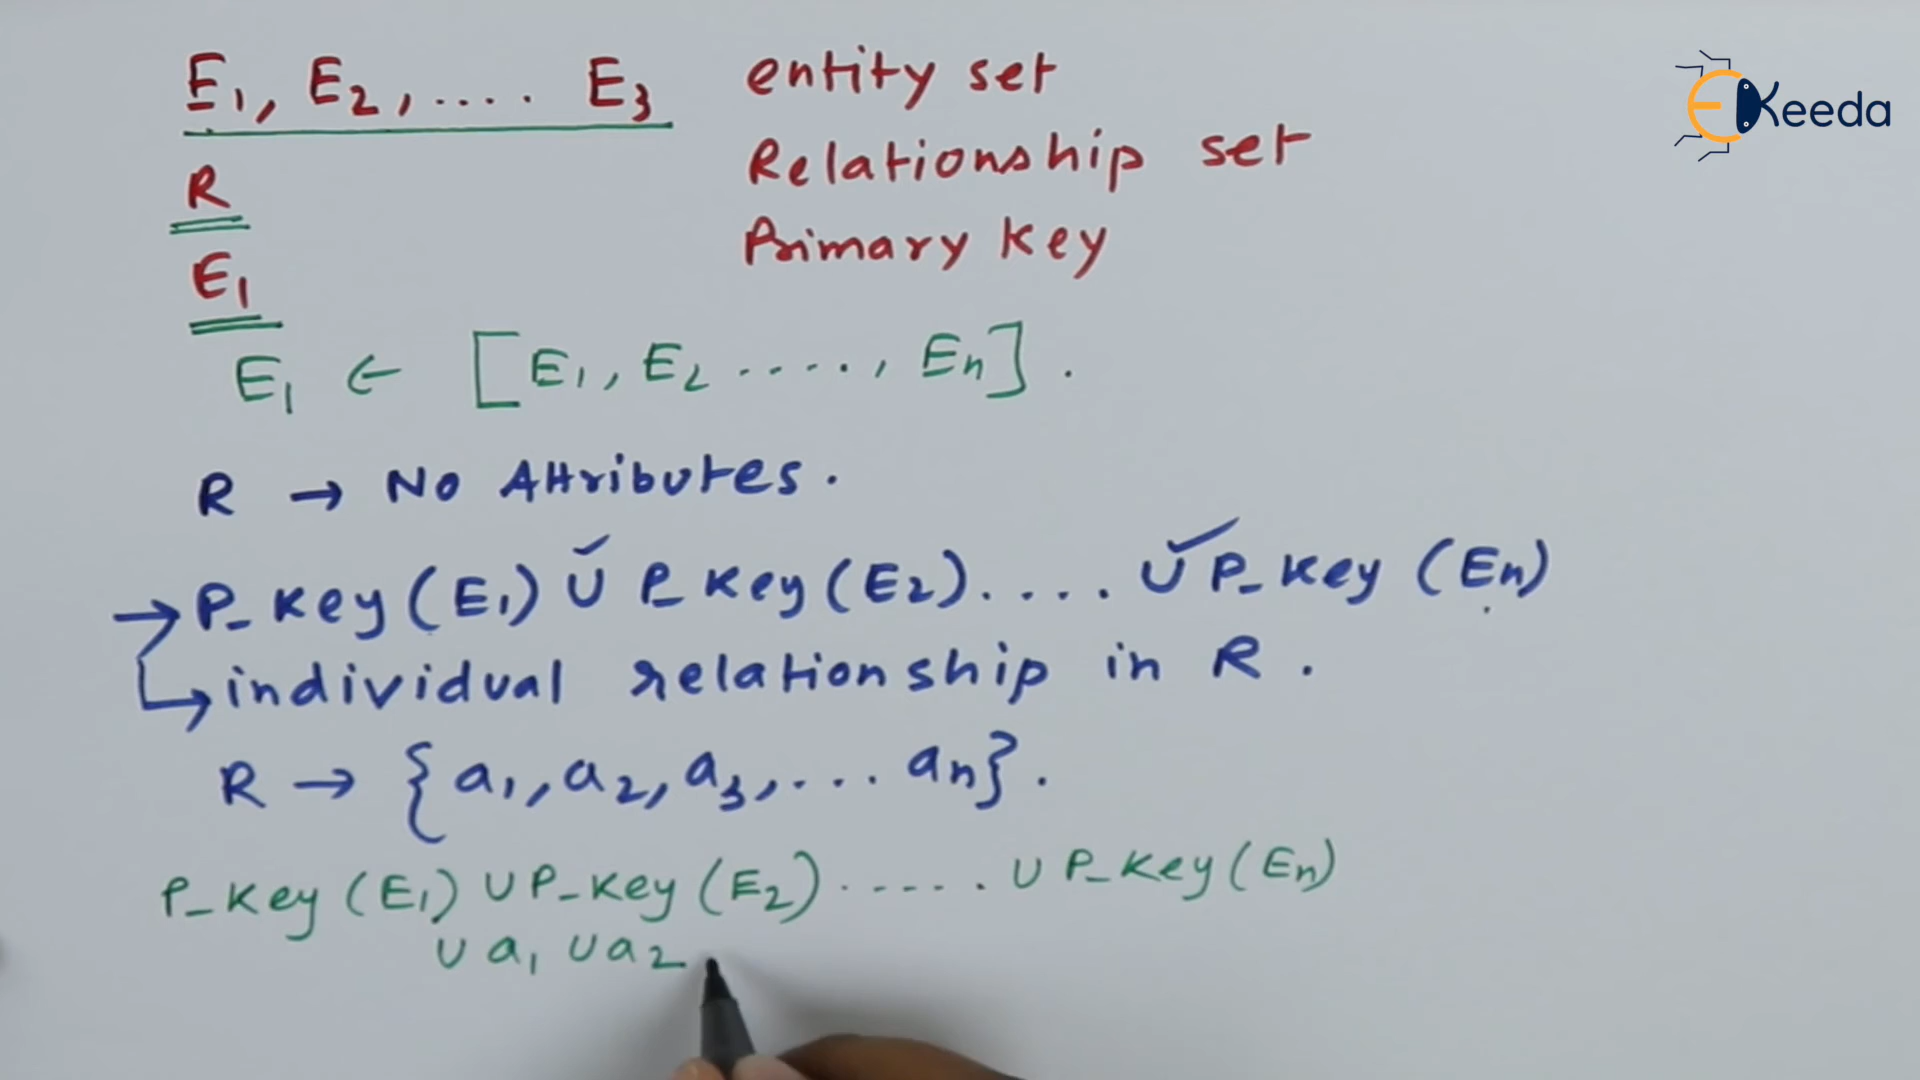 E1, E2, .... E3 entity set
EKeeda
R Relationship set
E1 Primary Key
E1 ← [E1, E2 ...., En].
R → No Attributes.
→ P_Key(E1) ∪ P_Key(E2).... ∪ P_Key(En)
↳ individual relationship in R.
R → {a1, a2, a3, ... an}.
P_Key(E1) ∪ P_Key(E2)...... ∪ P_Key(En)
∪ a1 ∪ a2